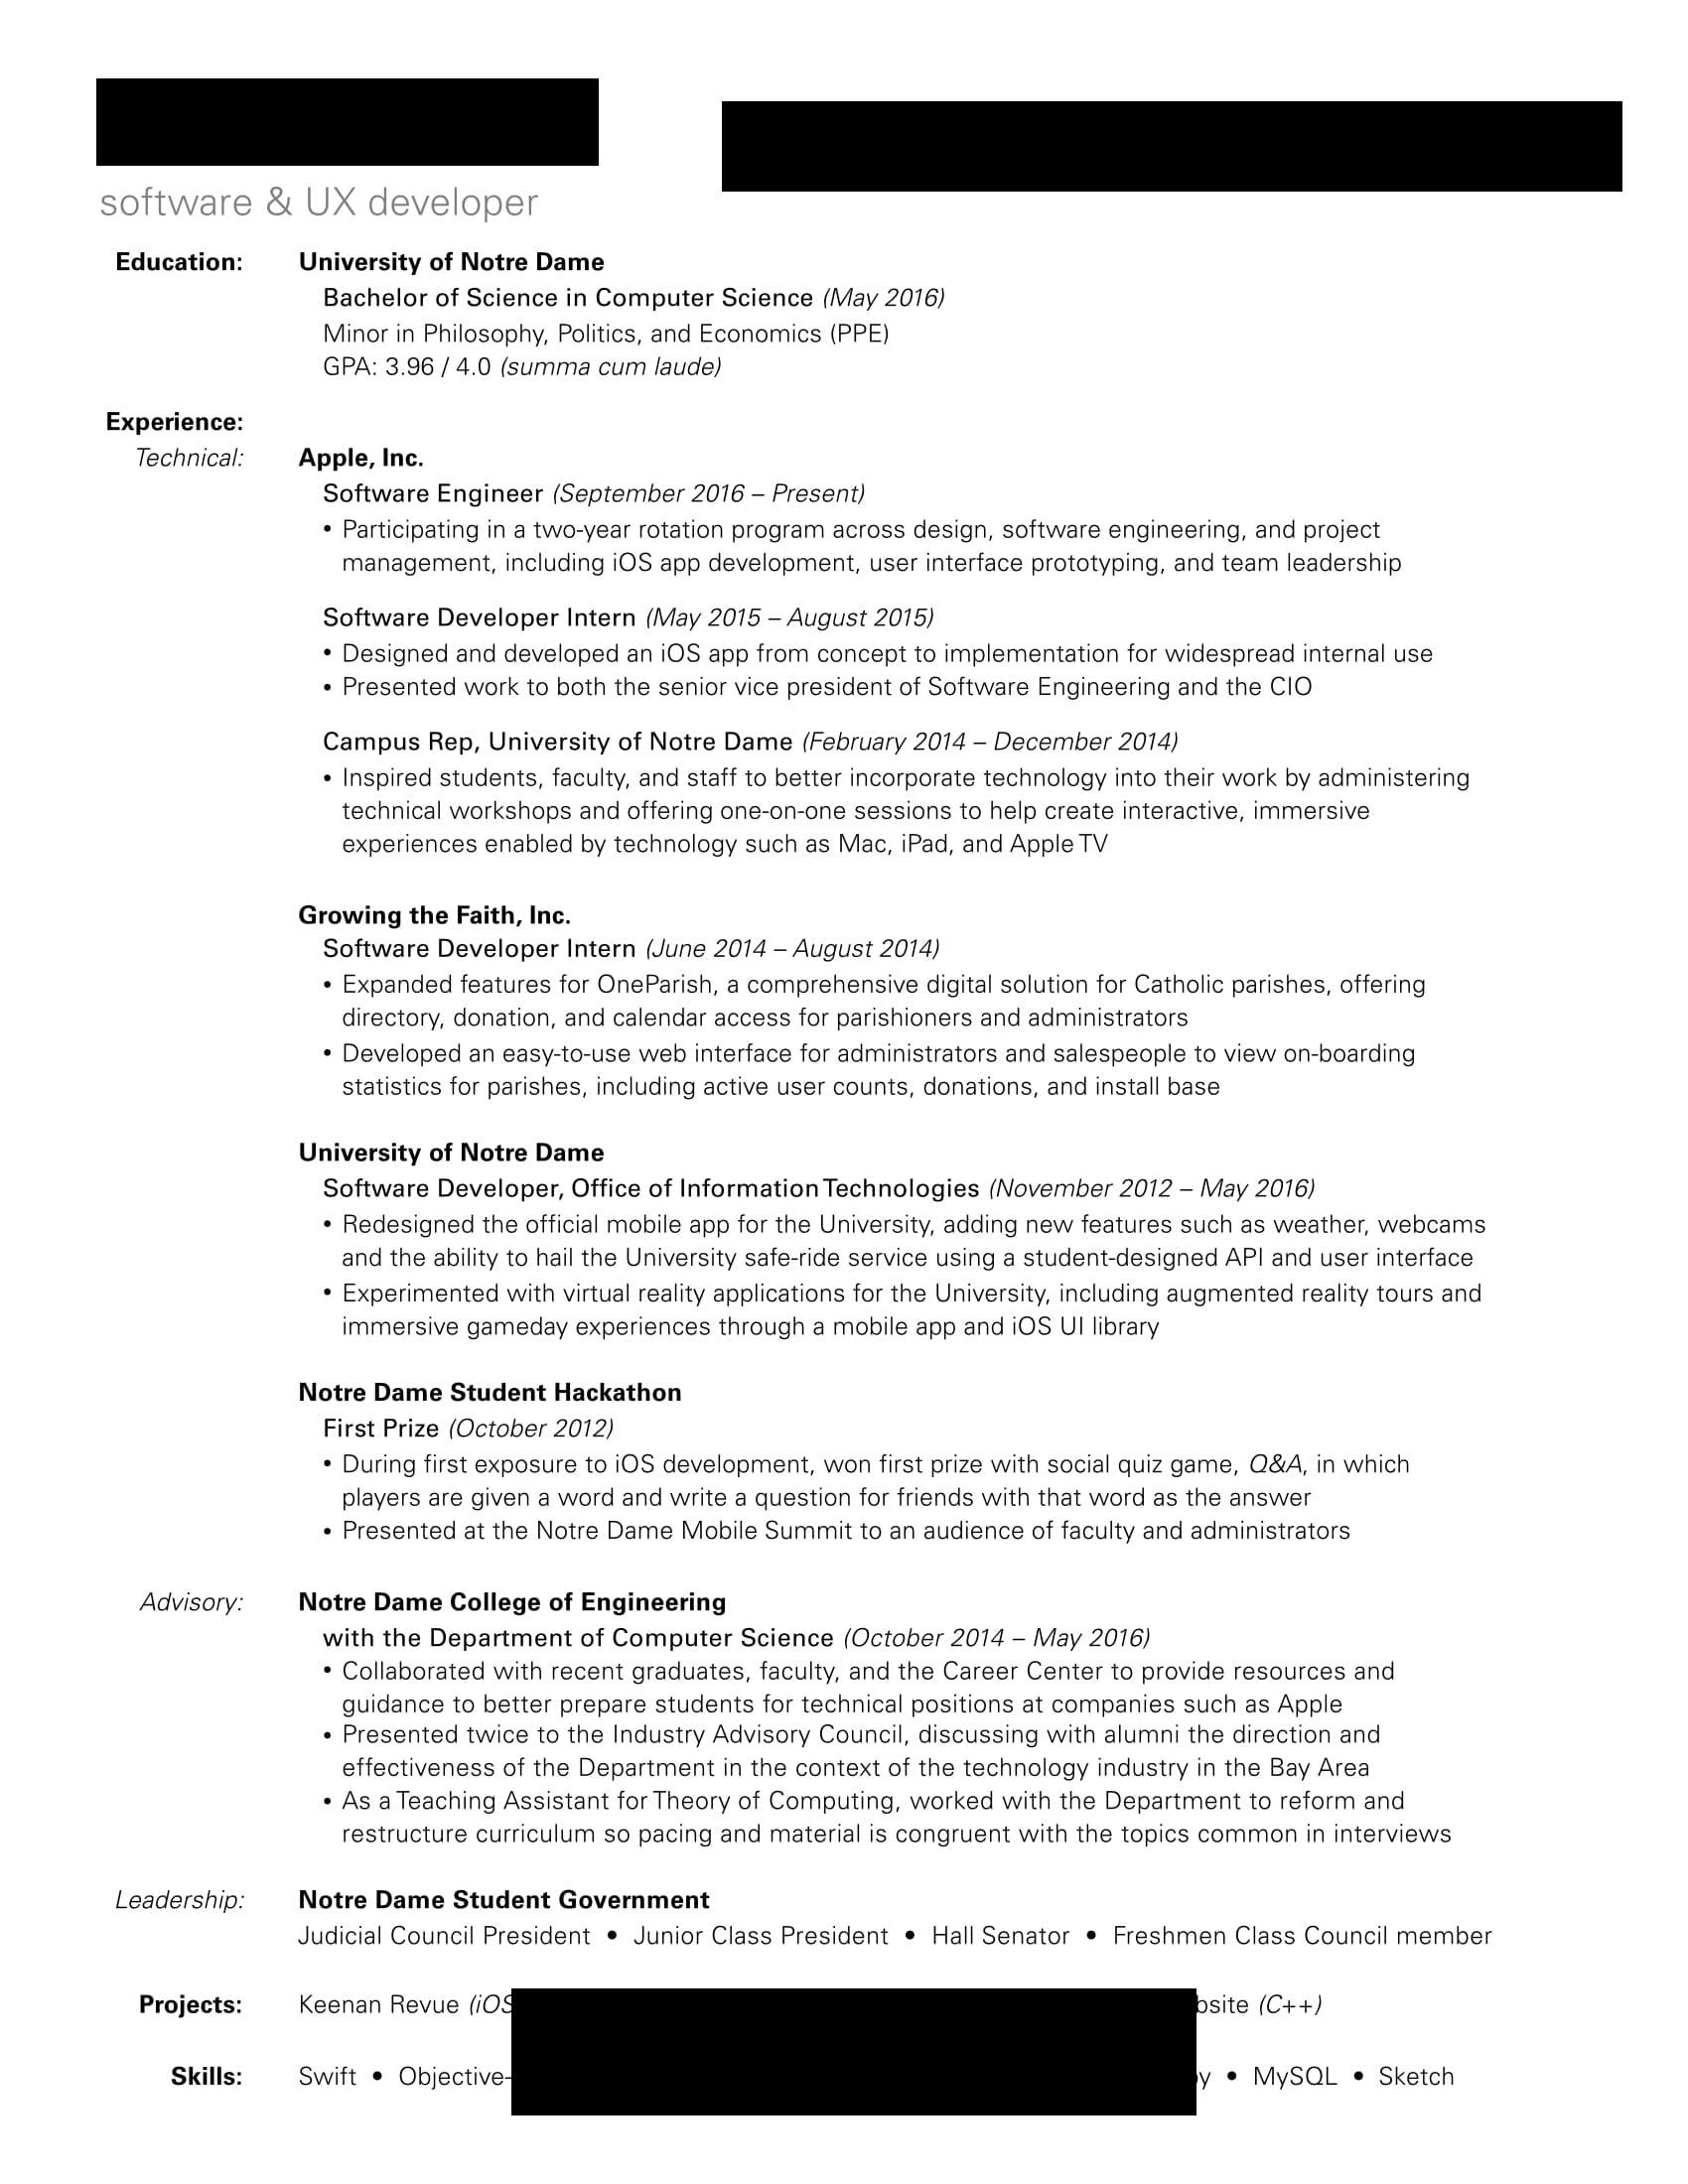 software & UX developer
Education:
University of Notre Dame
Bachelor of Science in Computer Science (May 2016)
Minor in Philosophy, Politics, and Economics (PPE)
GPA: 3.96 / 4.0 (summa cum laude)
Experience:
Technical:
Apple, Inc.
Software Engineer (September 2016 – Present)
• Participating in a two-year rotation program across design, software engineering, and project
management, including iOS app development, user interface prototyping, and team leadership
Software Developer Intern (May 2015 – August 2015)
• Designed and developed an iOS app from concept to implementation for widespread internal use
• Presented work to both the senior vice president of Software Engineering and the CIO
Campus Rep, University of Notre Dame (February 2014 – December 2014)
• Inspired students, faculty, and staff to better incorporate technology into their work by administering
technical workshops and offering one-on-one sessions to help create interactive, immersive
experiences enabled by technology such as Mac, iPad, and Apple TV
Growing the Faith, Inc.
Software Developer Intern (June 2014 – August 2014)
• Expanded features for OneParish, a comprehensive digital solution for Catholic parishes, offering
directory, donation, and calendar access for parishioners and administrators
• Developed an easy-to-use web interface for administrators and salespeople to view on-boarding
statistics for parishes, including active user counts, donations, and install base
University of Notre Dame
Software Developer, Office of Information Technologies (November 2012 – May 2016)
• Redesigned the official mobile app for the University, adding new features such as weather, webcams
and the ability to hail the University safe-ride service using a student-designed API and user interface
• Experimented with virtual reality applications for the University, including augmented reality tours and
immersive gameday experiences through a mobile app and iOS UI library
Notre Dame Student Hackathon
First Prize (October 2012)
• During first exposure to iOS development, won first prize with social quiz game, Q&A, in which
players are given a word and write a question for friends with that word as the answer
• Presented at the Notre Dame Mobile Summit to an audience of faculty and administrators
Advisory:
Notre Dame College of Engineering
with the Department of Computer Science (October 2014 – May 2016)
• Collaborated with recent graduates, faculty, and the Career Center to provide resources and
guidance to better prepare students for technical positions at companies such as Apple
• Presented twice to the Industry Advisory Council, discussing with alumni the direction and
effectiveness of the Department in the context of the technology industry in the Bay Area
• As a Teaching Assistant for Theory of Computing, worked with the Department to reform and
restructure curriculum so pacing and material is congruent with the topics common in interviews
Leadership:
Notre Dame Student Government
Judicial Council President • Junior Class President • Hall Senator • Freshmen Class Council member
Projects:
Keenan Revue (iOS bsite (C++)
Skills:
Swift • Objective- y • MySQL • Sketch